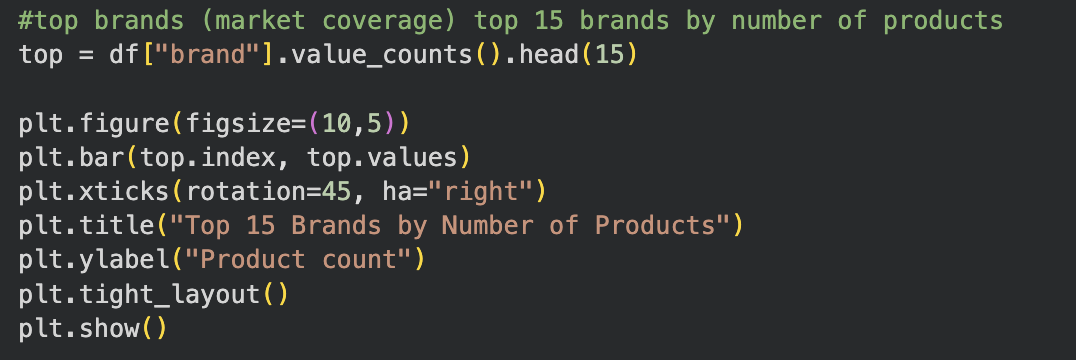 #top brands (market coverage) top 15 brands by number of products
top = df["brand"].value_counts().head(15)
plt.figure(figsize=(10,5))
plt.bar(top.index, top.values)
plt.xticks(rotation=45, ha="right")
plt.title("Top 15 Brands by Number of Products")
plt.ylabel("Product count")
plt.tight_layout()
plt.show()